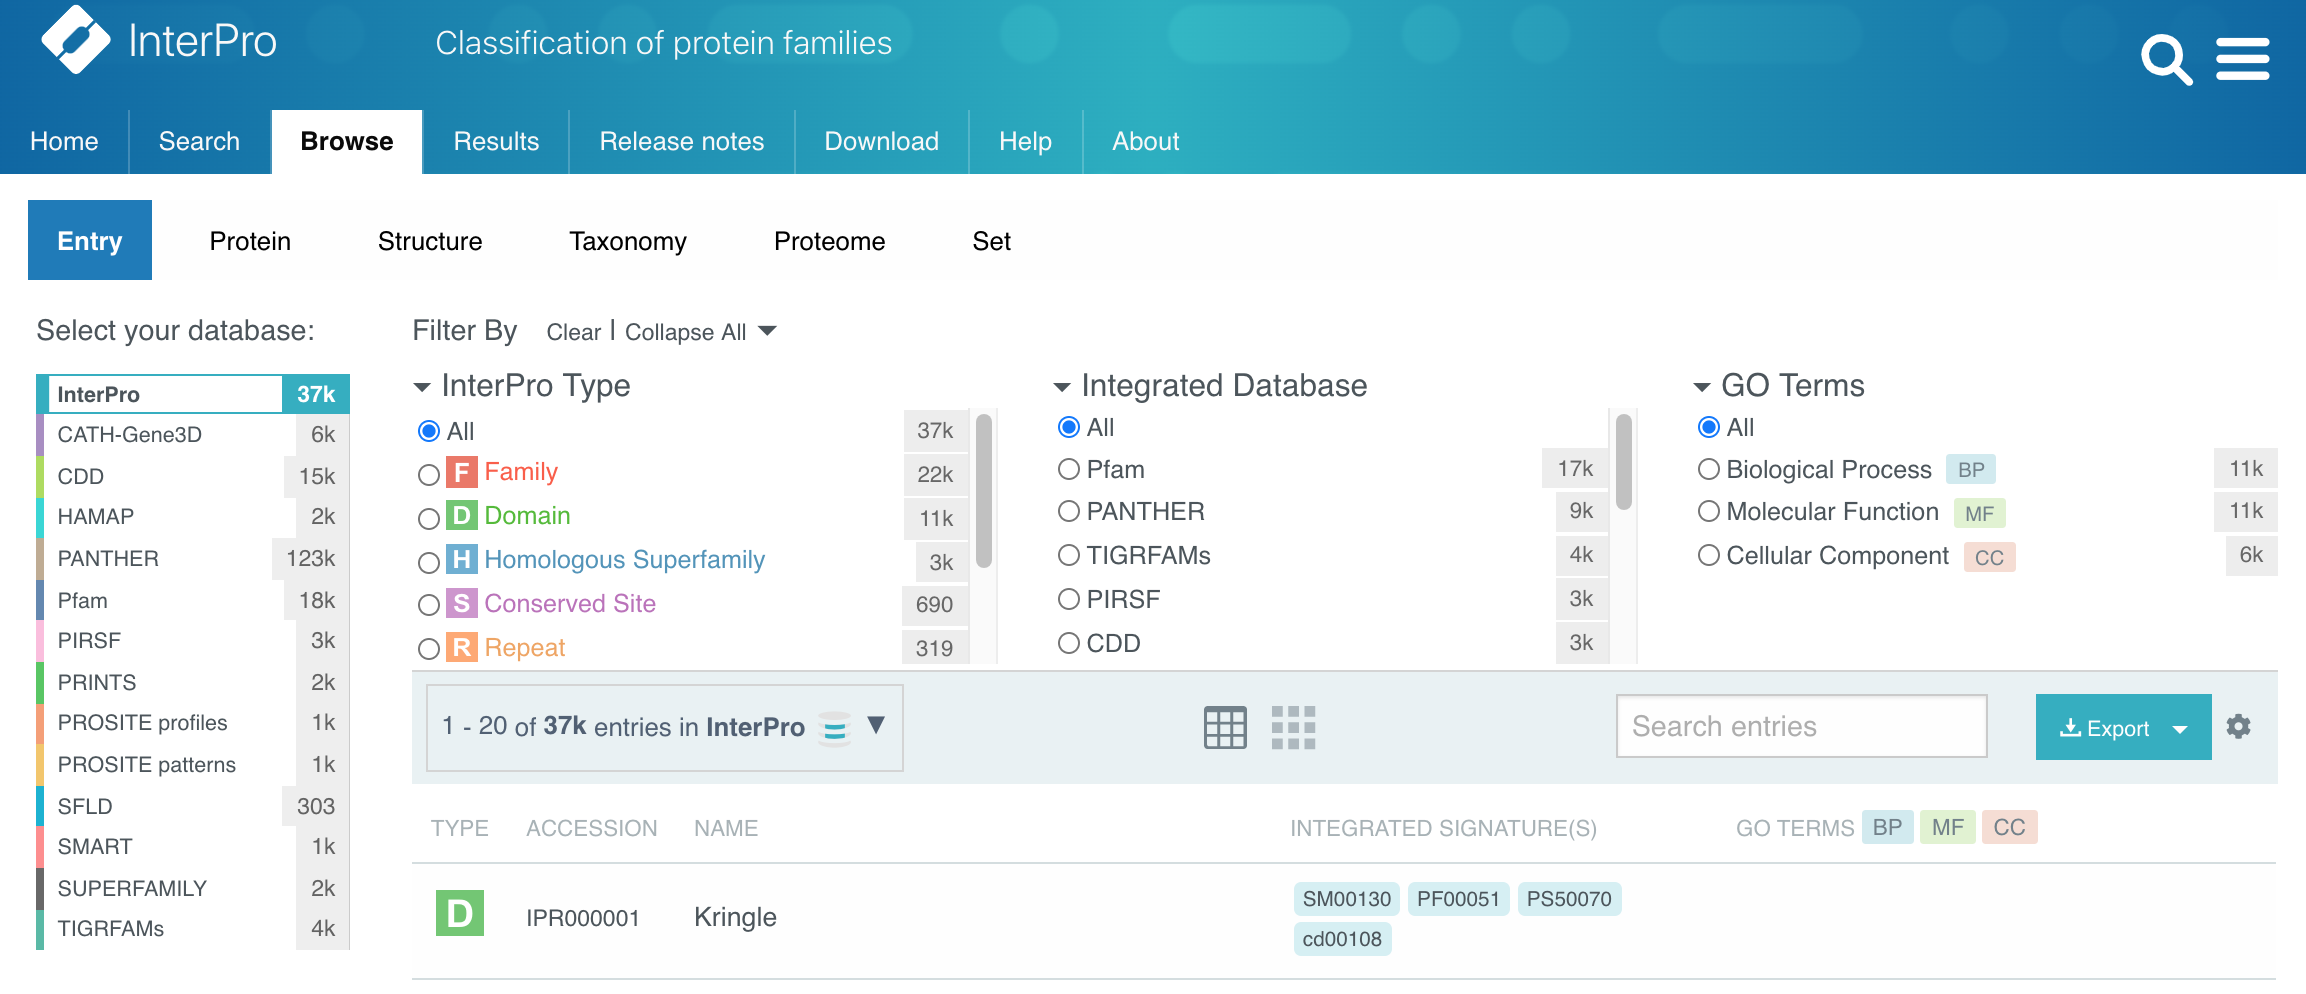 InterPro
Classification of protein families
Home Search Browse Results Release notes Download Help About
Entry Protein Structure Taxonomy Proteome Set
Select your database:
InterPro 37k
CATH-Gene3D 6k
CDD 15k
HAMAP 2k
PANTHER 123k
Pfam 18k
PIRSF 3k
PRINTS 2k
PROSITE profiles 1k
PROSITE patterns 1k
SFLD 303
SMART 1k
SUPERFAMILY 2k
TIGRFAMs 4k
Filter By Clear | Collapse All
InterPro Type
All 37k
F Family 22k
D Domain 11k
H Homologous Superfamily 3k
S Conserved Site 690
R Repeat 319
Integrated Database
All
Pfam 17k
PANTHER 9k
TIGRFAMs 4k
PIRSF 3k
CDD 3k
GO Terms
All
Biological Process BP 11k
Molecular Function MF 11k
Cellular Component CC 6k
1 - 20 of 37k entries in InterPro
Search entries
Export
TYPE ACCESSION NAME INTEGRATED SIGNATURE(S) GO TERMS BP MF CC
D IPR000001 Kringle SM00130 PF00051 PS50070
cd00108